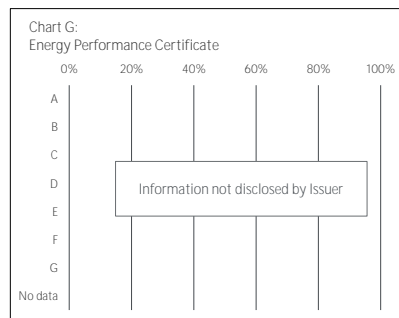 Chart G:
Energy Performance Certificate
0% 20% 40% 60% 80% 100%
A
B
C
D
Information not disclosed by Issuer
E
F
G
No data